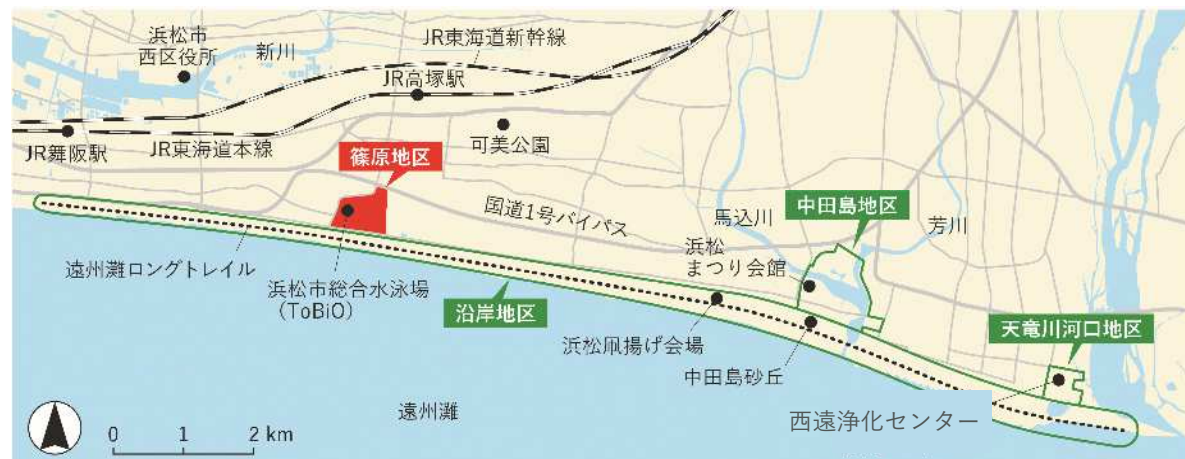 浜松市
西区役所
新川
JR東海道新幹線
JR高塚駅
JR舞阪駅
JR東海道本線
可美公園
篠原地区
国道1号バイパス
馬込川
中田島地区
芳川
浜松
まつり会館
遠州灘ロングトレイル
浜松市総合水泳場
(ToBiO)
沿岸地区
浜松凧揚げ会場
中田島砂丘
天竜川河口地区
西遠浄化センター
遠州灘
0 1 2 km